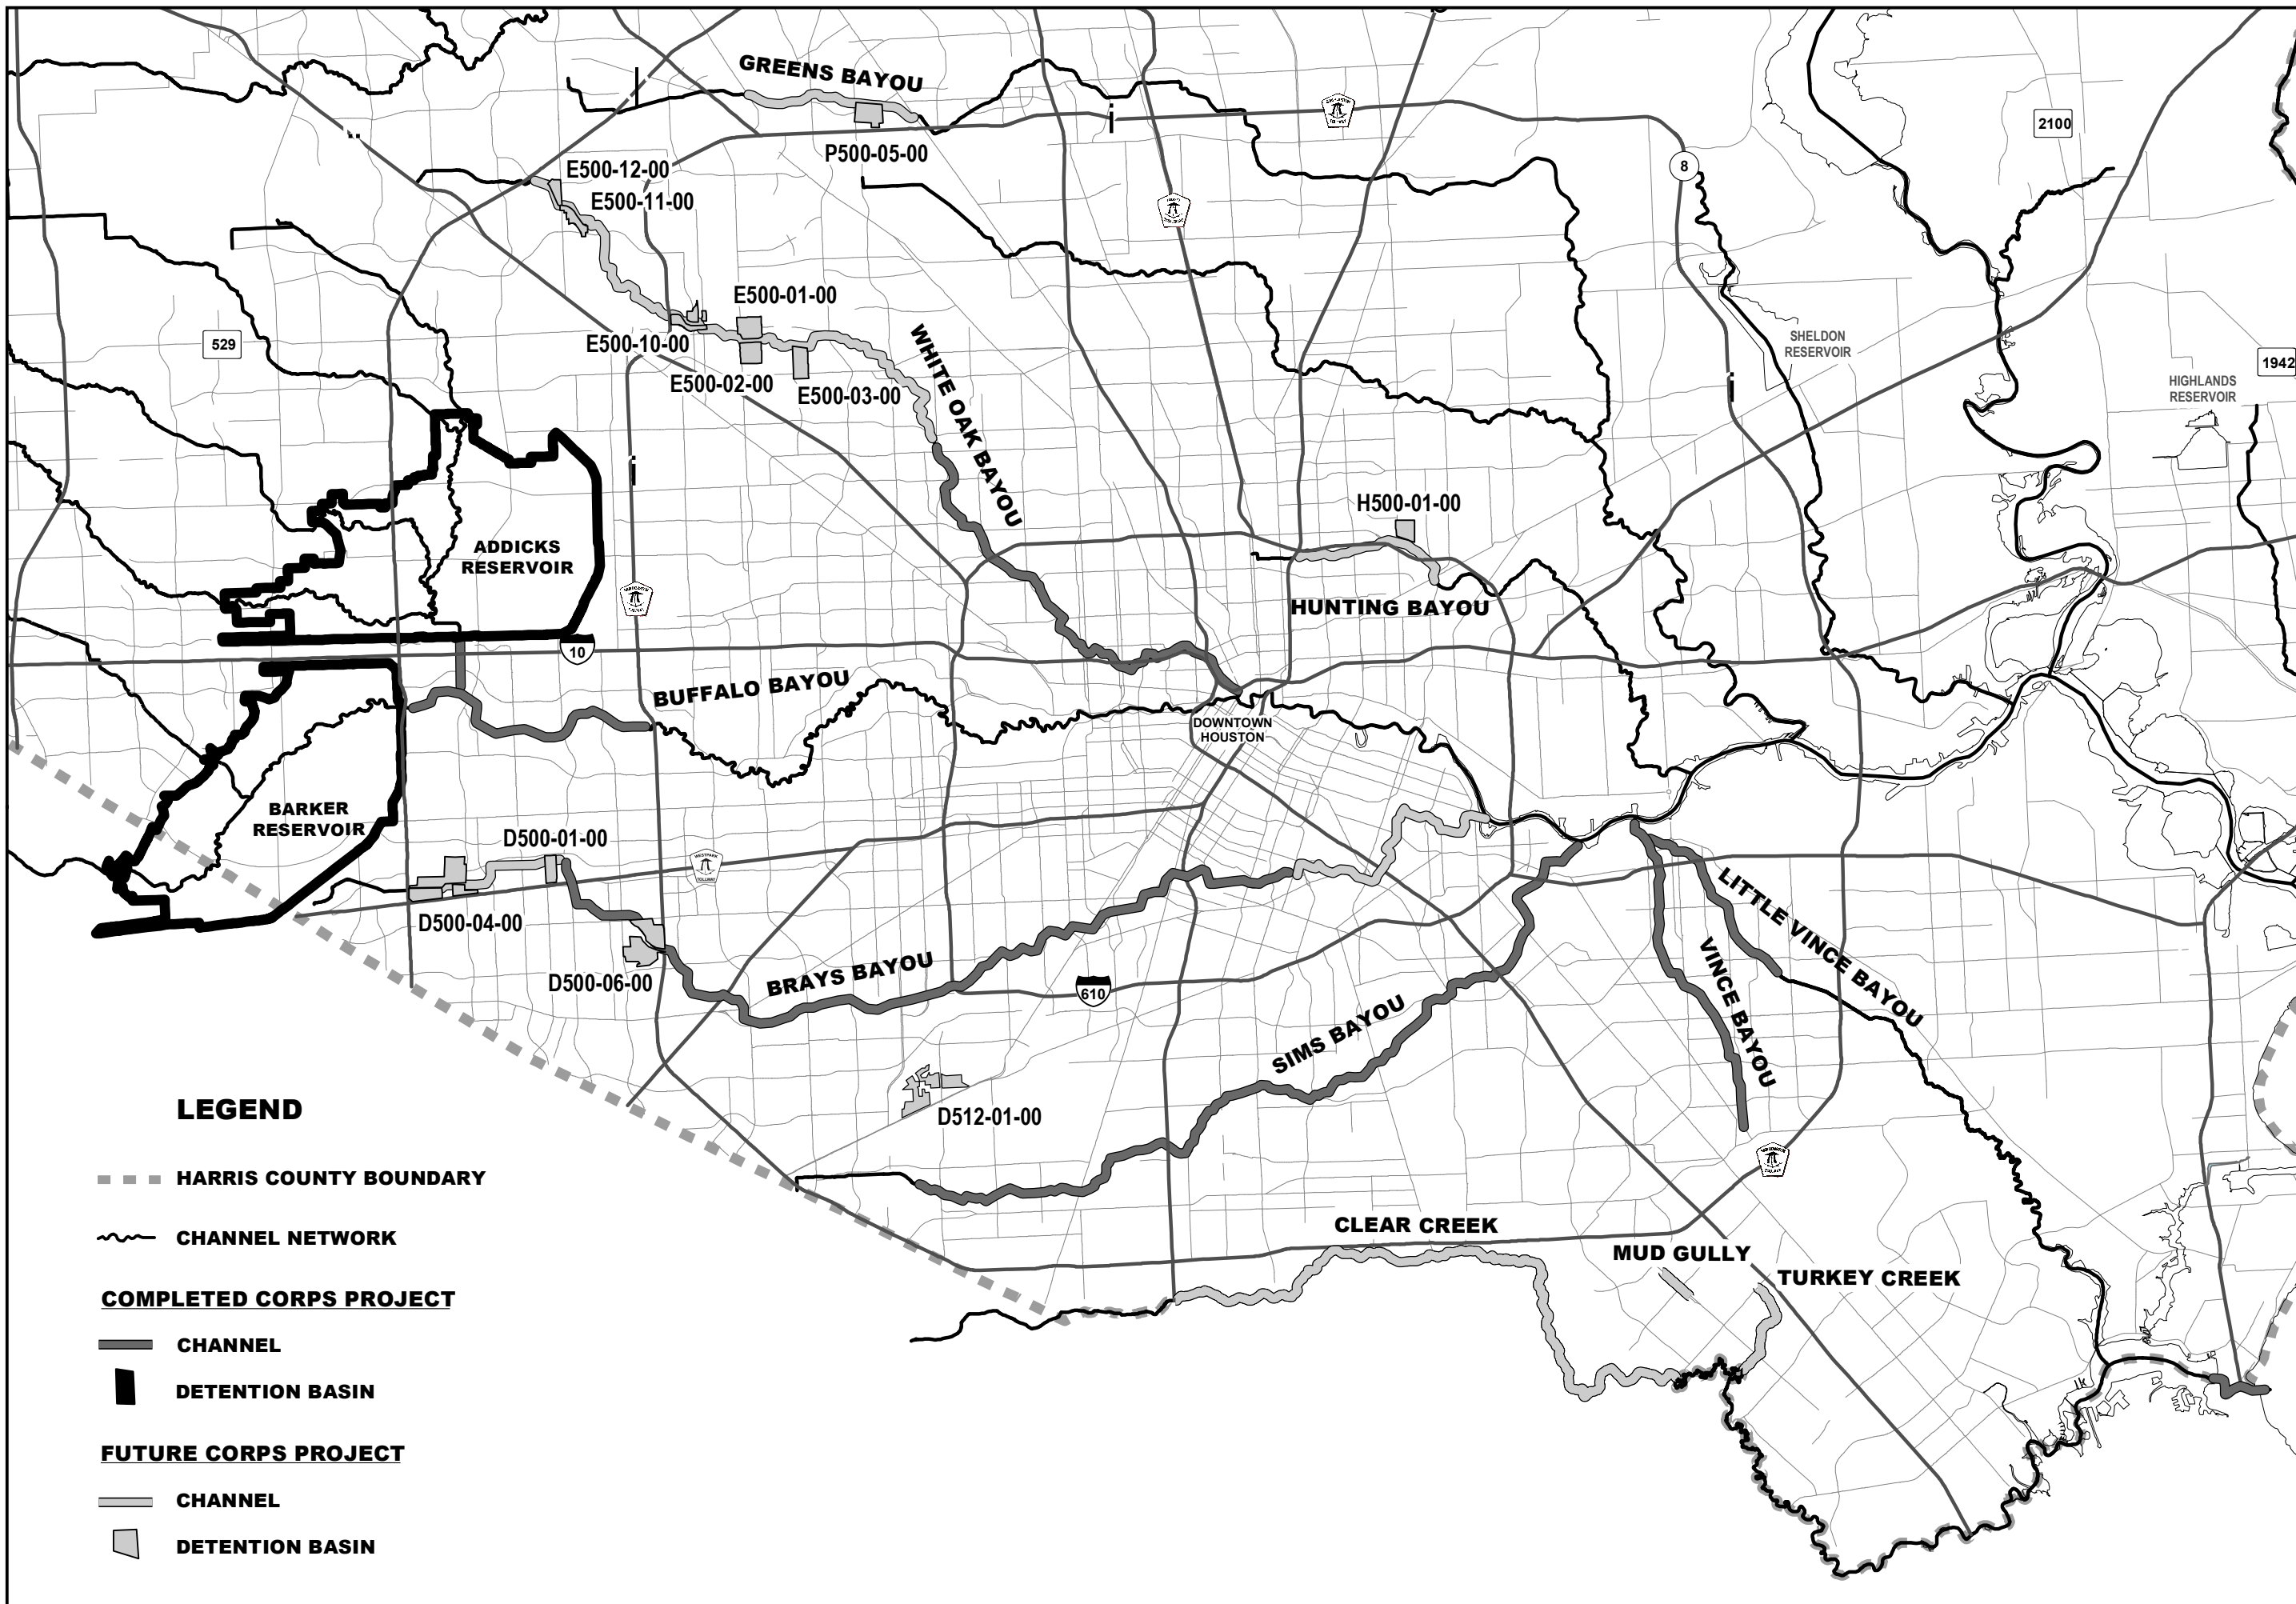 GREENS BAYOU
P500-05-00
2100
8
E500-12-00
E500-11-00
E500-01-00
E500-10-00
E500-02-00
E500-03-00
WHITE OAK BAYOU
529
SHELDON
RESERVOIR
1942
HIGHLANDS
RESERVOIR
H500-01-00
ADDICKS
RESERVOIR
HUNTING BAYOU
10
BUFFALO BAYOU
DOWNTOWN
HOUSTON
BARKER
RESERVOIR
D500-01-00
D500-04-00
D500-06-00
BRAYS BAYOU
610
LITTLE VINCE BAYOU
VINCE BAYOU
SIMS BAYOU
D512-01-00
CLEAR CREEK
MUD GULLY
TURKEY CREEK
LEGEND
HARRIS COUNTY BOUNDARY
CHANNEL NETWORK
COMPLETED CORPS PROJECT
CHANNEL
DETENTION BASIN
FUTURE CORPS PROJECT
CHANNEL
DETENTION BASIN